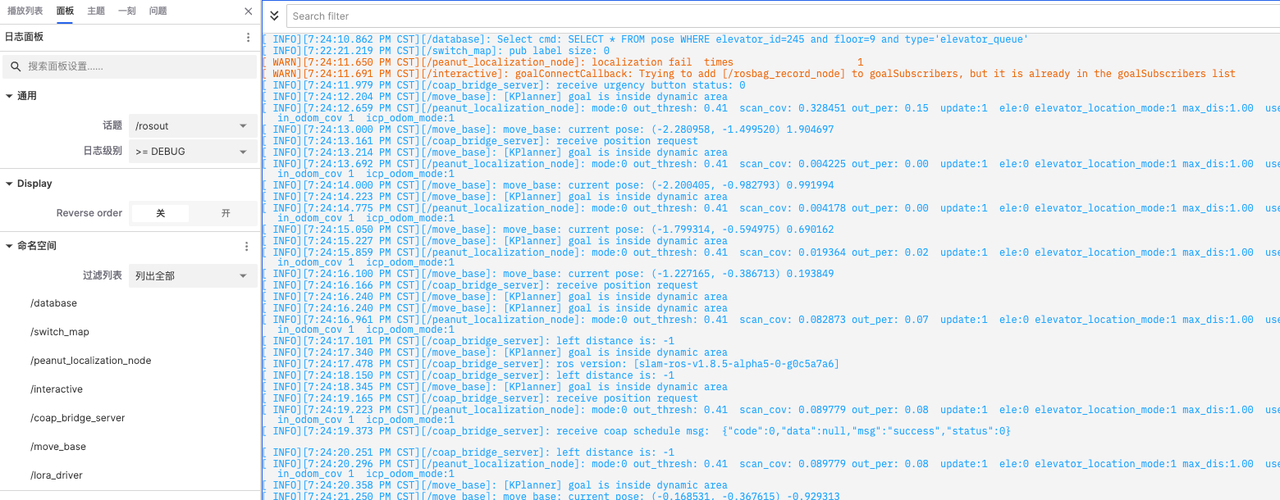 播放列表 面板 主题 一刻 问题
日志面板
搜索面板设置......
通用
话题 /rosout
日志级别 >= DEBUG
Display
Reverse order 关 开
命名空间
过滤列表 列出全部
/database
/switch_map
/peanut_localization_node
/interactive
/coap_bridge_server
/move_base
/lora_driver
Search filter
[ INFO][7:24:10.862 PM CST][/database]: Select cmd: SELECT * FROM pose WHERE elevator_id=245 and floor=9 and type='elevator_queue'
[ INFO][7:22:21.219 PM CST][/switch_map]: pub label size: 0
[ WARN][7:24:11.650 PM CST][/peanut_localization_node]: localization fail  times 1
[ WARN][7:24:11.691 PM CST][/interactive]: goalConnectCallback: Trying to add [/rosbag_record_node] to goalSubscribers, but it is already in the goalSubscribers list
[ INFO][7:24:11.979 PM CST][/coap_bridge_server]: receive urgency button status: 0
[ INFO][7:24:12.204 PM CST][/move_base]: [KPlanner] goal is inside dynamic area
[ INFO][7:24:12.659 PM CST][/peanut_localization_node]: mode:0 out_thresh: 0.41  scan_cov: 0.328451 out_per: 0.15  update:1  ele:0 elevator_location_mode:1 max_dis:1.00  use
in_odom_cov 1  icp_odom_mode:1
[ INFO][7:24:13.000 PM CST][/move_base]: move_base: current pose: (-2.280958, -1.499520) 1.904697
[ INFO][7:24:13.161 PM CST][/coap_bridge_server]: receive position request
[ INFO][7:24:13.214 PM CST][/move_base]: [KPlanner] goal is inside dynamic area
[ INFO][7:24:13.692 PM CST][/peanut_localization_node]: mode:0 out_thresh: 0.41  scan_cov: 0.004225 out_per: 0.00  update:1  ele:0 elevator_location_mode:1 max_dis:1.00  use
in_odom_cov 1  icp_odom_mode:1
[ INFO][7:24:14.000 PM CST][/move_base]: move_base: current pose: (-2.200405, -0.982793) 0.991994
[ INFO][7:24:14.223 PM CST][/move_base]: [KPlanner] goal is inside dynamic area
[ INFO][7:24:14.775 PM CST][/peanut_localization_node]: mode:0 out_thresh: 0.41  scan_cov: 0.004178 out_per: 0.00  update:1  ele:0 elevator_location_mode:1 max_dis:1.00  use
in_odom_cov 1  icp_odom_mode:1
[ INFO][7:24:15.050 PM CST][/move_base]: move_base: current pose: (-1.799314, -0.594975) 0.690162
[ INFO][7:24:15.227 PM CST][/move_base]: [KPlanner] goal is inside dynamic area
[ INFO][7:24:15.859 PM CST][/peanut_localization_node]: mode:0 out_thresh: 0.41  scan_cov: 0.019364 out_per: 0.02  update:1  ele:0 elevator_location_mode:1 max_dis:1.00  use
in_odom_cov 1  icp_odom_mode:1
[ INFO][7:24:16.100 PM CST][/move_base]: move_base: current pose: (-1.227165, -0.386713) 0.193849
[ INFO][7:24:16.166 PM CST][/coap_bridge_server]: receive position request
[ INFO][7:24:16.240 PM CST][/move_base]: [KPlanner] goal is inside dynamic area
[ INFO][7:24:16.241 PM CST][/move_base]: [KPlanner] goal is inside dynamic area
[ INFO][7:24:16.961 PM CST][/peanut_localization_node]: mode:0 out_thresh: 0.41  scan_cov: 0.082873 out_per: 0.07  update:1  ele:0 elevator_location_mode:1 max_dis:1.00  use
in_odom_cov 1  icp_odom_mode:1
[ INFO][7:24:17.101 PM CST][/coap_bridge_server]: left distance is: -1
[ INFO][7:24:17.340 PM CST][/move_base]: [KPlanner] goal is inside dynamic area
[ INFO][7:24:17.478 PM CST][/coap_bridge_server]: ros version: [slam-ros-v1.8.5-alpha5-0-g0c5a7a6]
[ INFO][7:24:18.150 PM CST][/coap_bridge_server]: left distance is: -1
[ INFO][7:24:18.345 PM CST][/move_base]: [KPlanner] goal is inside dynamic area
[ INFO][7:24:19.165 PM CST][/coap_bridge_server]: receive position request
[ INFO][7:24:19.223 PM CST][/peanut_localization_node]: mode:0 out_thresh: 0.41  scan_cov: 0.089779 out_per: 0.08  update:1  ele:0 elevator_location_mode:1 max_dis:1.00  use
in_odom_cov 1  icp_odom_mode:1
[ INFO][7:24:19.373 PM CST][/coap_bridge_server]: receive coap schedule msg:  {"code":0,"data":null,"msg":"success","status":0}
[ INFO][7:24:20.251 PM CST][/coap_bridge_server]: left distance is: -1
[ INFO][7:24:20.296 PM CST][/peanut_localization_node]: mode:0 out_thresh: 0.41  scan_cov: 0.089779 out_per: 0.08  update:1  ele:0 elevator_location_mode:1 max_dis:1.00  use
in_odom_cov 1  icp_odom_mode:1
[ INFO][7:24:20.358 PM CST][/move_base]: [KPlanner] goal is inside dynamic area
[ INFO][7:24:21.250 PM CST][/move_base]: move_base: current pose: (-0.168531, -0.367615) -0.929313